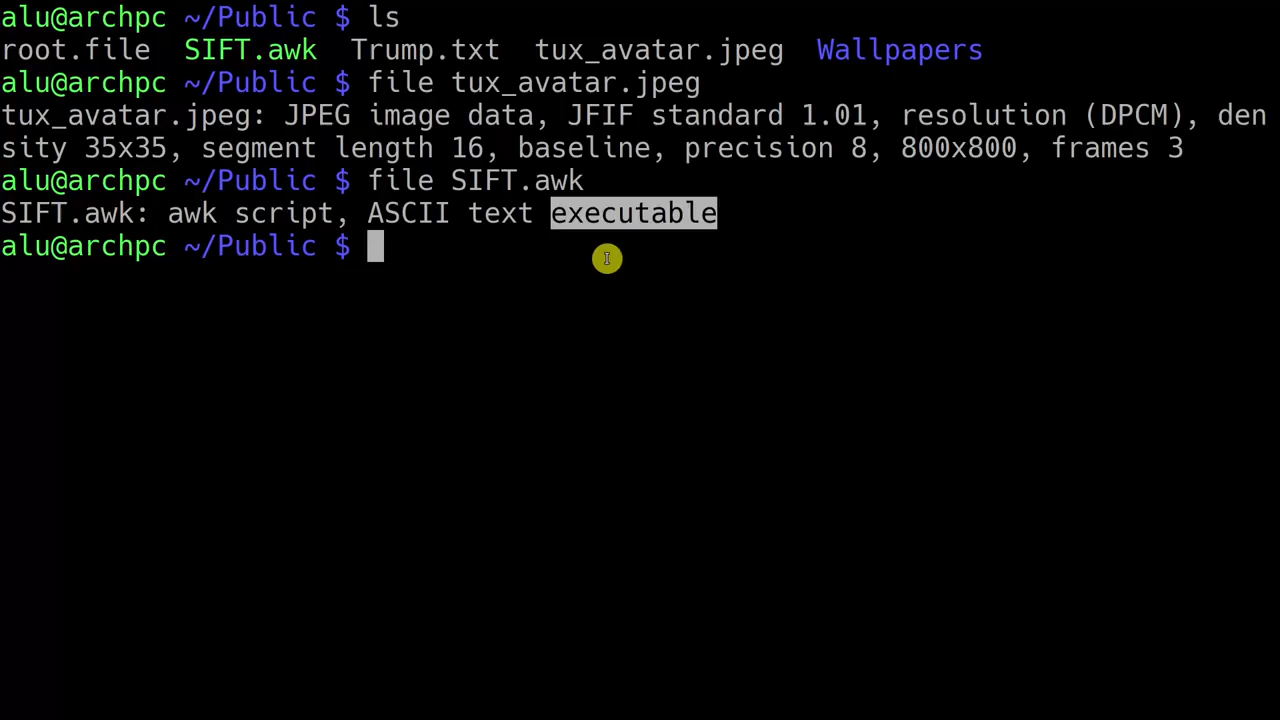 alu@archpc ~/Public $ ls
root.file  SIFT.awk  Trump.txt  tux_avatar.jpeg  Wallpapers
alu@archpc ~/Public $ file tux_avatar.jpeg
tux_avatar.jpeg: JPEG image data, JFIF standard 1.01, resolution (DPCM), den
sity 35x35, segment length 16, baseline, precision 8, 800x800, frames 3
alu@archpc ~/Public $ file SIFT.awk
SIFT.awk: awk script, ASCII text executable
alu@archpc ~/Public $